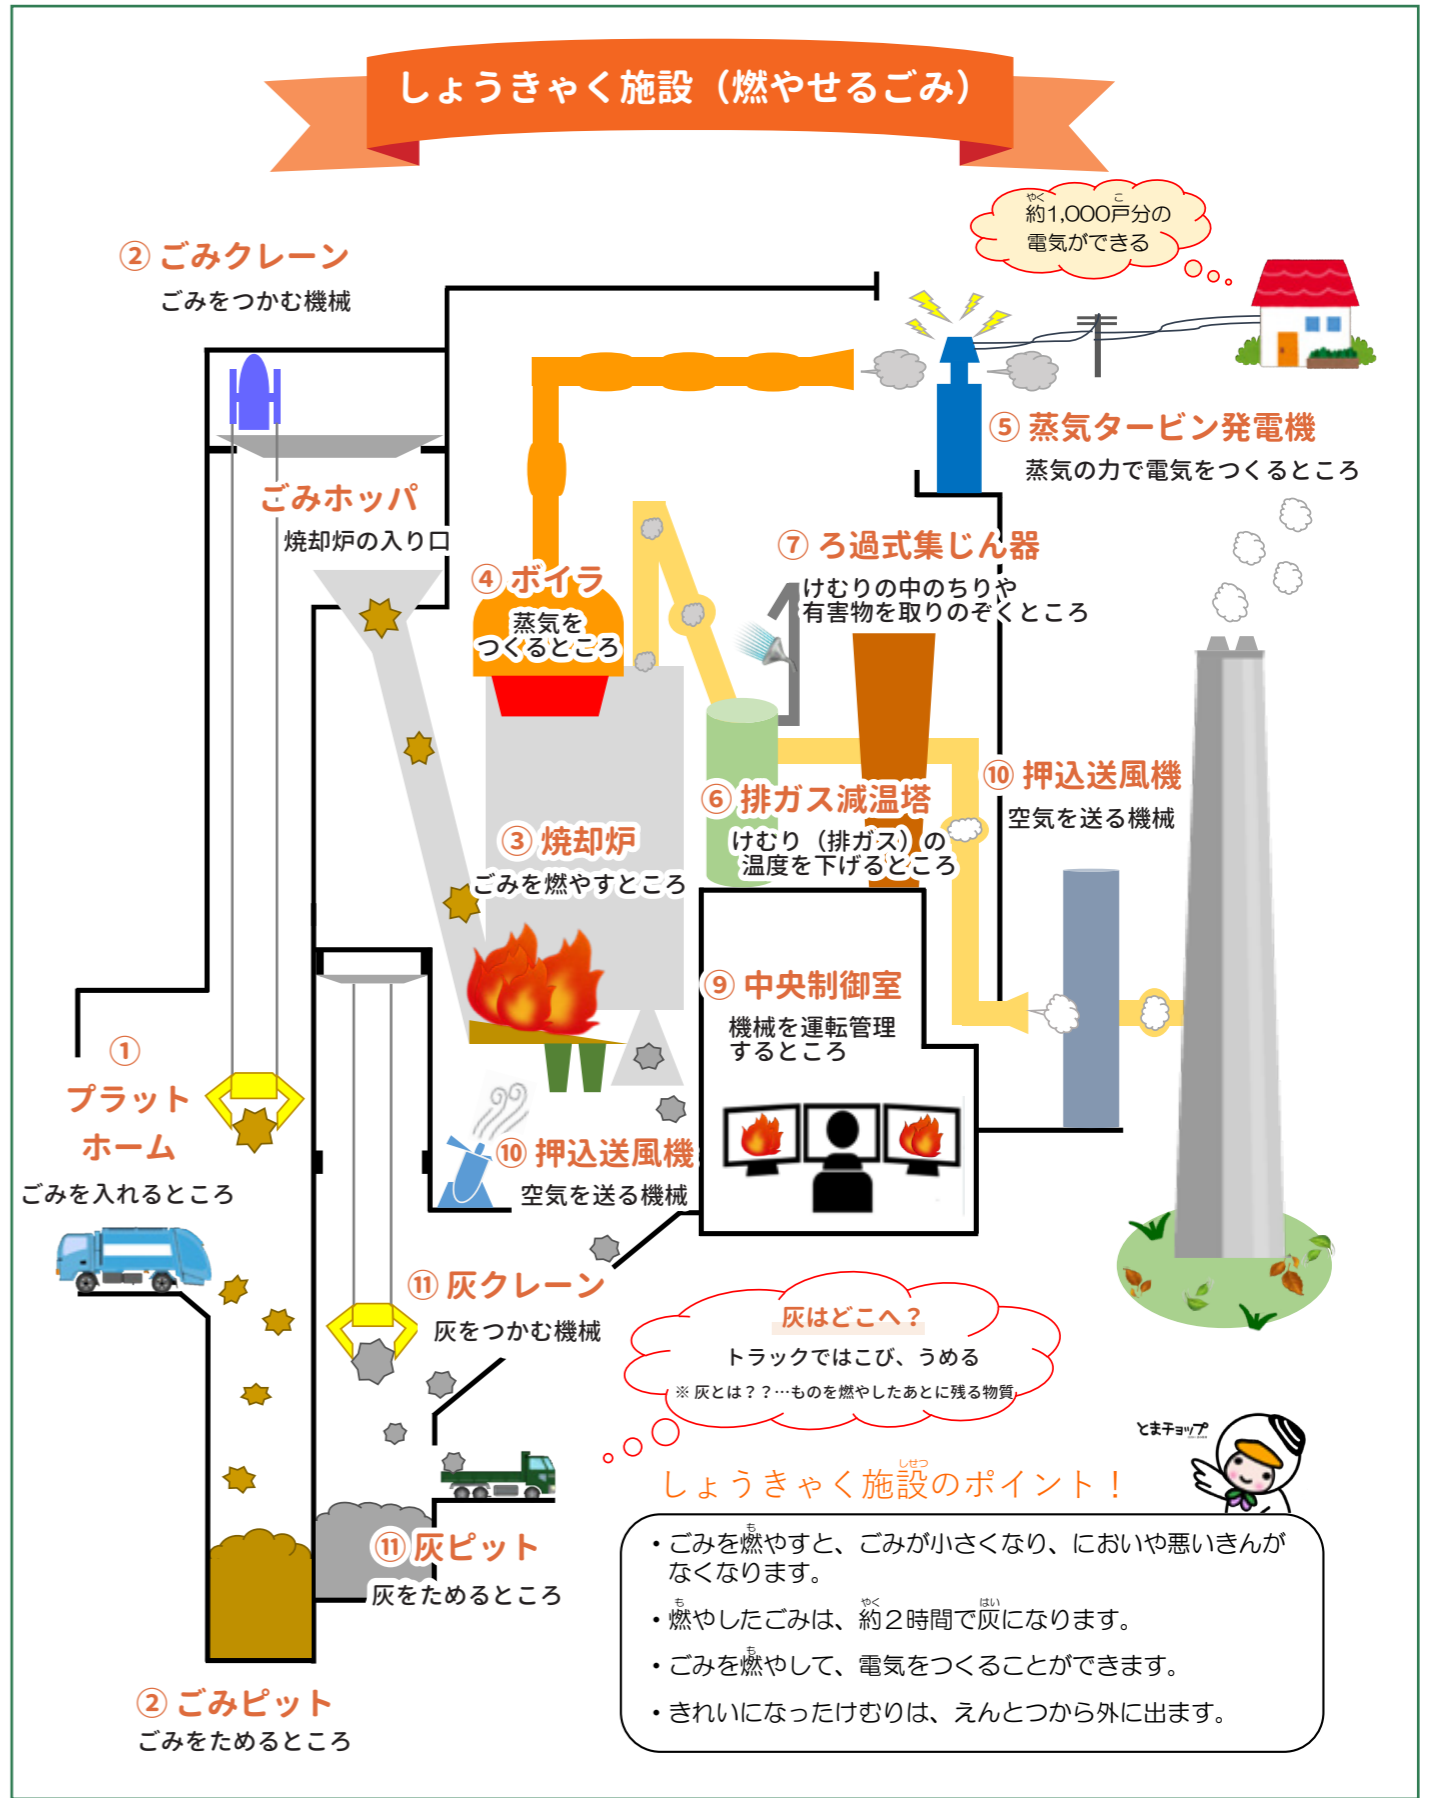 しょうきゃく施設（燃やせるごみ）
やく こ
約1,000戸分の
電気ができる
② ごみクレーン
ごみをつかむ機械
⑤ 蒸気タービン発電機
蒸気の力で電気をつくるところ
ごみホッパ
焼却炉の入り口
④ ボイラ
蒸気を
つくるところ
⑦ ろ過式集じん器
けむりの中のちりや
有害物を取りのぞくところ
⑥ 排ガス減温塔
けむり（排ガス）の
温度を下げるところ
⑩ 押込送風機
空気を送る機械
③ 焼却炉
ごみを燃やすところ
⑨ 中央制御室
機械を運転管理
するところ
①
プラット
ホーム
ごみを入れるところ
⑩ 押込送風機
空気を送る機械
⑪ 灰クレーン
灰をつかむ機械
灰はどこへ？
トラックではこび、うめる
※ 灰とは？？…ものを燃やしたあとに残る物質
⑪ 灰ピット
灰をためるところ
② ごみピット
ごみをためるところ
とまチョップ
しせつ
しょうきゃく施設のポイント！
も
・ごみを燃やすと、ごみが小さくなり、においや悪いきんが
なくなります。
も やく はい
・燃やしたごみは、約２時間で灰になります。
も
・ごみを燃やして、電気をつくることができます。
・きれいになったけむりは、えんとつから外に出ます。